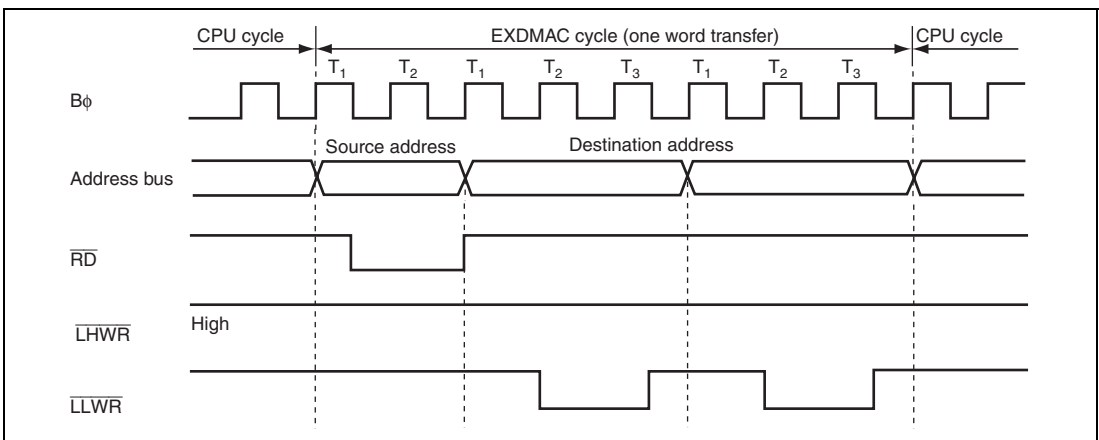 CPU cycle EXDMAC cycle (one word transfer) CPU cycle
T1 T2 T1 T2 T3 T1 T2 T3
Bφ
Source address Destination address
Address bus
RD
High
LHWR
LLWR